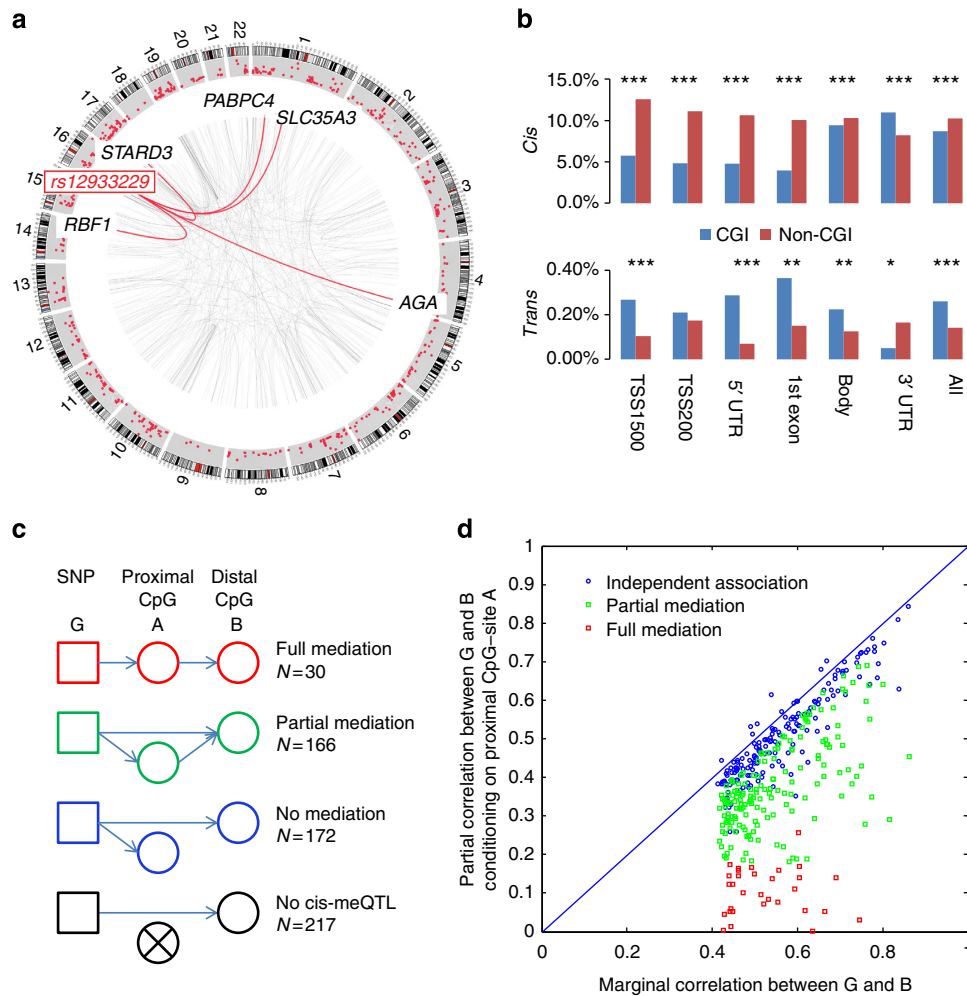 a
1
2
3
4
5
6
7
8
9
10
11
12
13
14
15
16
17
18
19
20
21
22
PABPC4
SLC35A3
STARD3
rs12933229
RBF1
AGA
b
15.0%
10.0%
5.0%
0.0%
Cis
*** *** *** *** *** *** ***
CGI Non-CGI
0.40%
0.20%
0.00%
Trans
*** *** ** ** * ***
TSS1500
TSS200
5′ UTR
1st exon
Body
3′ UTR
All
c
SNP Proximal Distal
CpG CpG
G A B
Full mediation
N=30
Partial mediation
N=166
No mediation
N=172
No cis-meQTL
N=217
d
Partial correlation between G and B
conditioning on proximal CpG–site A
1
0.9
0.8
0.7
0.6
0.5
0.4
0.3
0.2
0.1
0
Independent association
Partial mediation
Full mediation
0 0.2 0.4 0.6 0.8
Marginal correlation between G and B